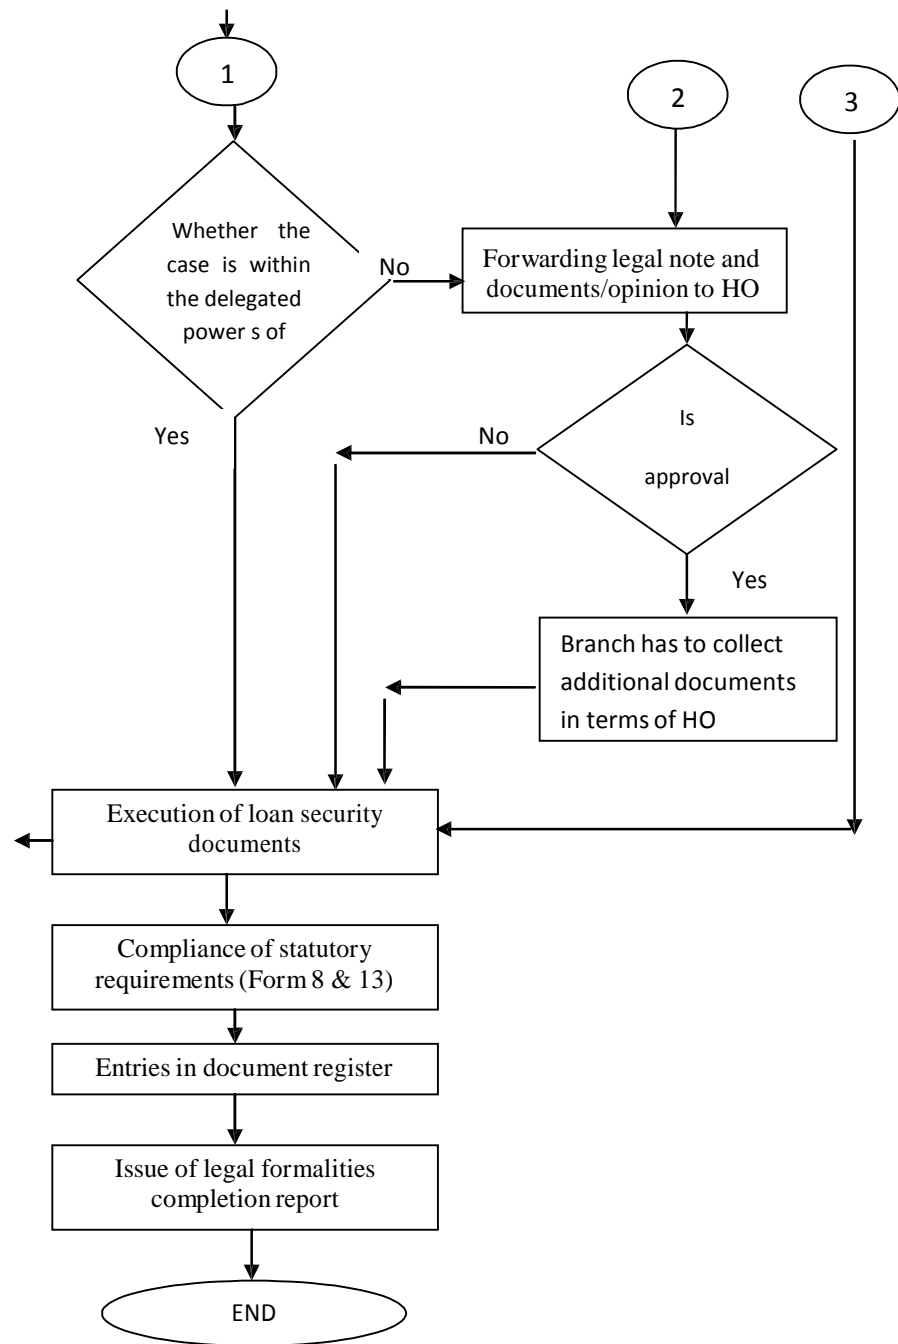 1
2
3
Whether the
case is within
the delegated
power s of
No
Forwarding legal note and
documents/opinion to HO
Yes
No
Is
approval
Yes
Branch has to collect
additional documents
in terms of HO
Execution of loan security
documents
Compliance of statutory
requirements (Form 8 & 13)
Entries in document register
Issue of legal formalities
completion report
END